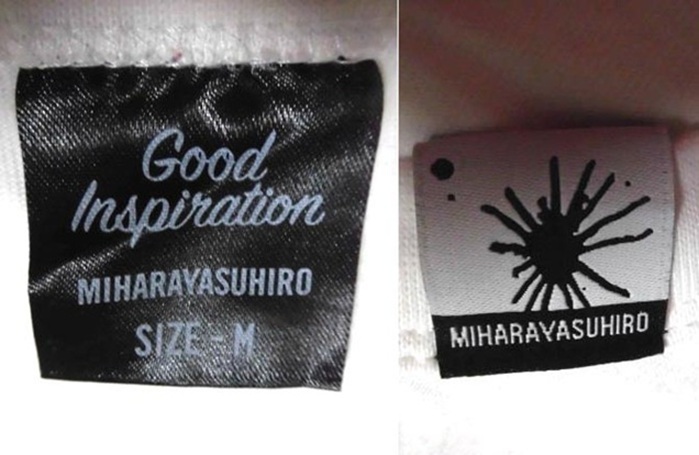 Good
Inspiration
MIHARAYASUHIRO
SIZE - M
MIHARAYASUHIRO